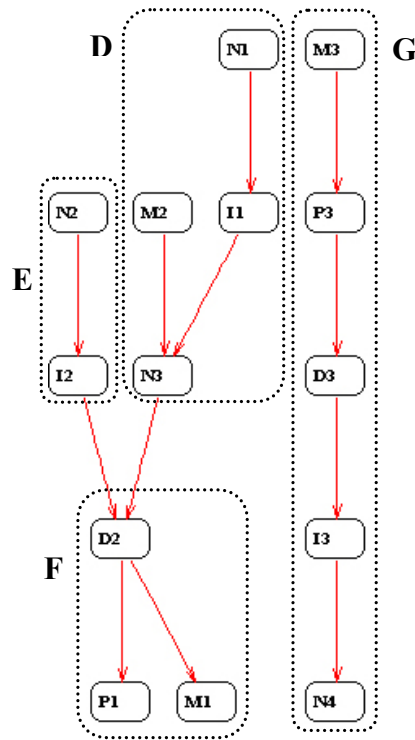 D N1 M3 G
N2 M2 I1 P3
E
I2 N3 D3
D2 I3
F
P1 M1 N4